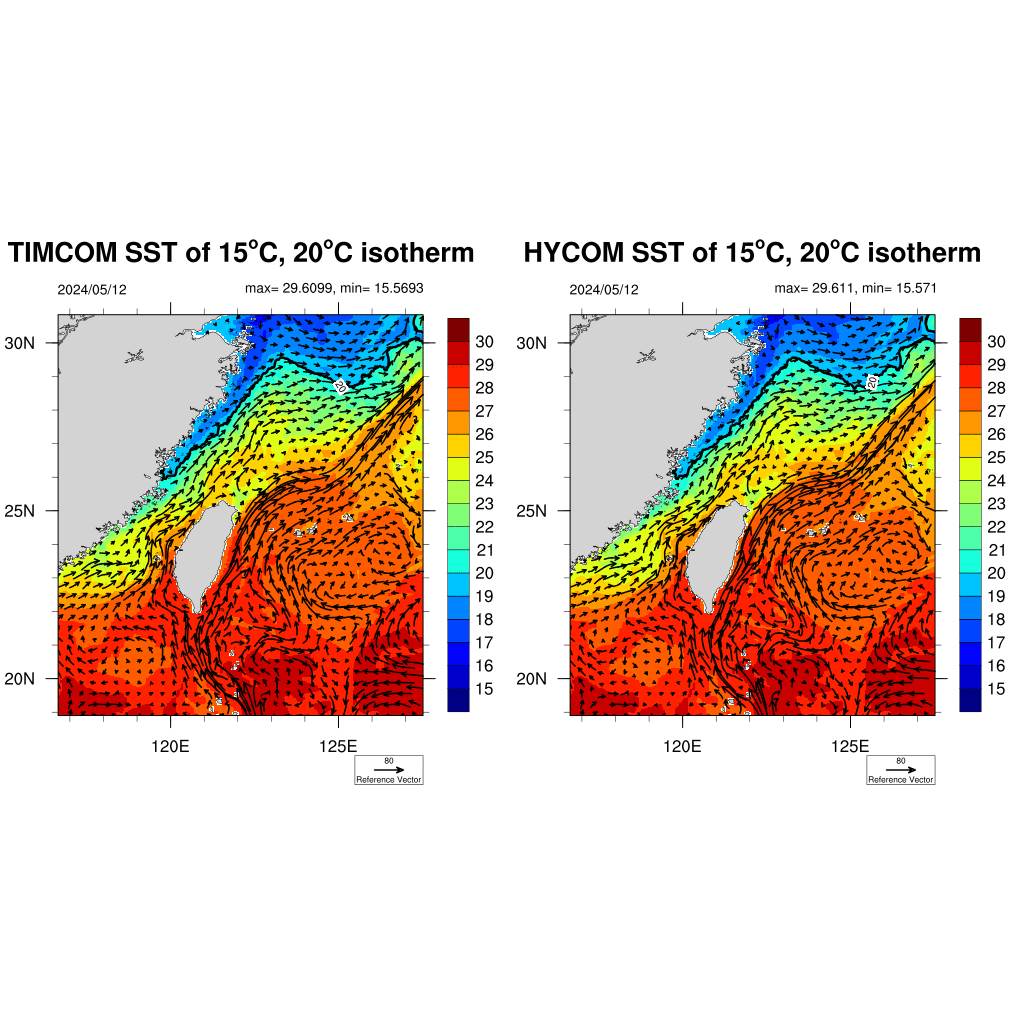 TIMCOM SST of 15°C, 20°C isotherm
2024/05/12 max= 29.6099, min= 15.5693
30N
25N
20N
120E 125E
20
30
29
28
27
26
25
24
23
22
21
20
19
18
17
16
15
80
Reference Vector
HYCOM SST of 15°C, 20°C isotherm
2024/05/12 max= 29.611, min= 15.571
30N
25N
20N
120E 125E
20
30
29
28
27
26
25
24
23
22
21
20
19
18
17
16
15
80
Reference Vector